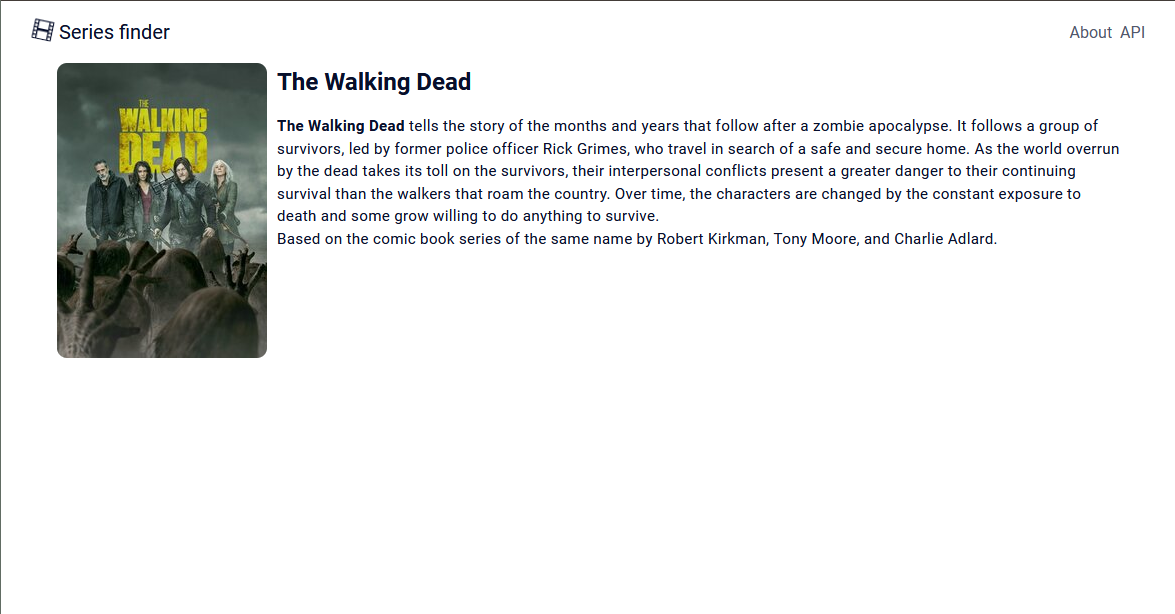 Series finder
About API
THE
WALKING
DEAD
The Walking Dead
The Walking Dead tells the story of the months and years that follow after a zombie apocalypse. It follows a group of
survivors, led by former police officer Rick Grimes, who travel in search of a safe and secure home. As the world overrun
by the dead takes its toll on the survivors, their interpersonal conflicts present a greater danger to their continuing
survival than the walkers that roam the country. Over time, the characters are changed by the constant exposure to
death and some grow willing to do anything to survive.
Based on the comic book series of the same name by Robert Kirkman, Tony Moore, and Charlie Adlard.